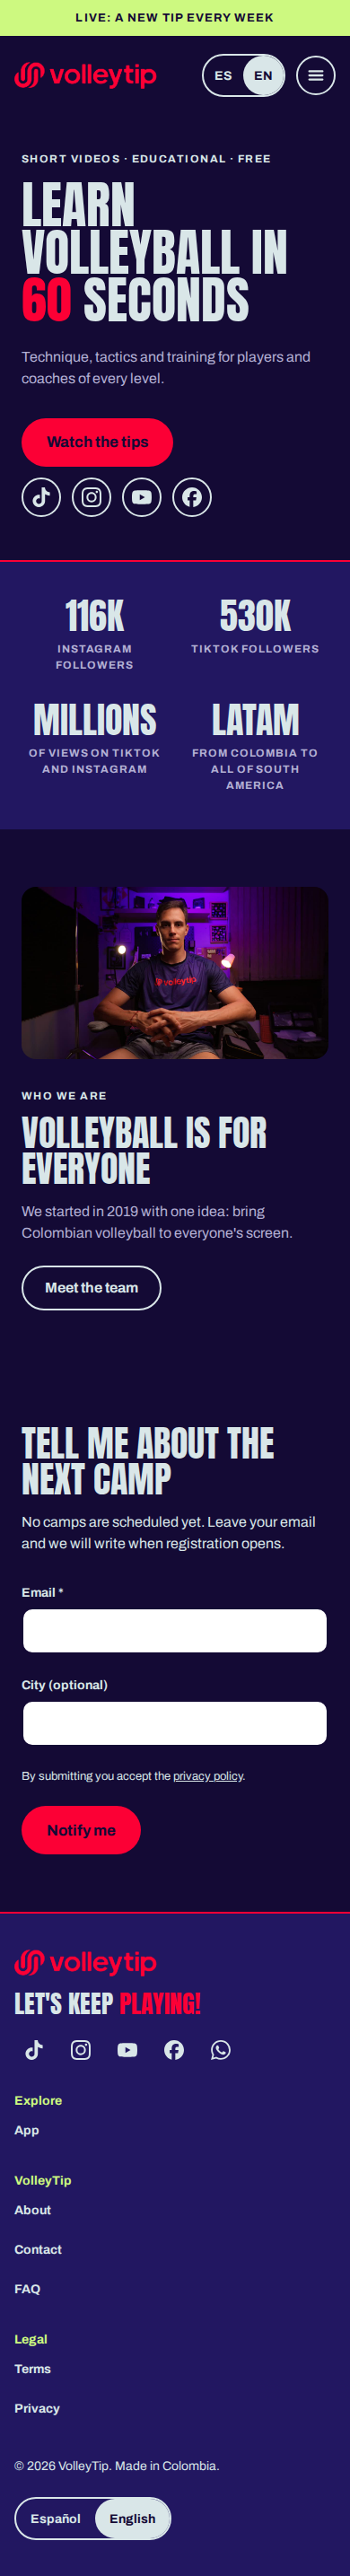 LIVE: A NEW TIP EVERY WEEK
volleytip
ES EN
SHORT VIDEOS · EDUCATIONAL · FREE
LEARN
VOLLEYBALL IN
60 SECONDS
Technique, tactics and training for players and
coaches of every level.
Watch the tips
116K
INSTAGRAM
FOLLOWERS
530K
TIKTOK FOLLOWERS
MILLIONS
OF VIEWS ON TIKTOK
AND INSTAGRAM
LATAM
FROM COLOMBIA TO
ALL OF SOUTH
AMERICA
volleytip
WHO WE ARE
VOLLEYBALL IS FOR
EVERYONE
We started in 2019 with one idea: bring
Colombian volleyball to everyone's screen.
Meet the team
TELL ME ABOUT THE
NEXT CAMP
No camps are scheduled yet. Leave your email
and we will write when registration opens.
Email *
City (optional)
By submitting you accept the privacy policy.
Notify me
volleytip
LET'S KEEP PLAYING!
Explore
App
VolleyTip
About
Contact
FAQ
Legal
Terms
Privacy
© 2026 VolleyTip. Made in Colombia.
Español English